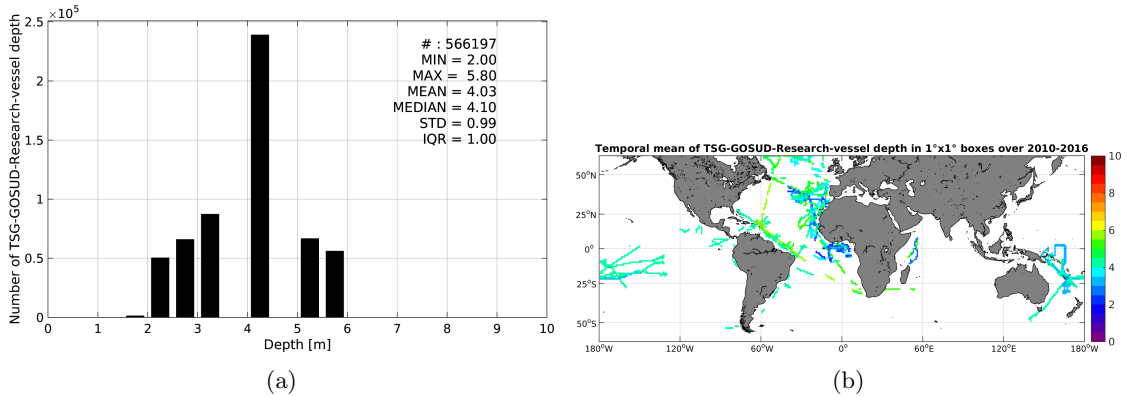 ×10⁵
2.5
2
1.5
1
0.5
0
Number of TSG-GOSUD-Research-vessel depth
# : 566197
MIN = 2.00
MAX = 5.80
MEAN = 4.03
MEDIAN = 4.10
STD = 0.99
IQR = 1.00
0 1 2 3 4 5 6 7 8 9 10
Depth [m]
(a)
Temporal mean of TSG-GOSUD-Research-vessel depth in 1°x1° boxes over 2010-2016
50°N
25°N
0°
25°S
50°S
180°W 120°W 60°W 0° 60°E 120°E 180°W
10
8
6
4
2
0
(b)